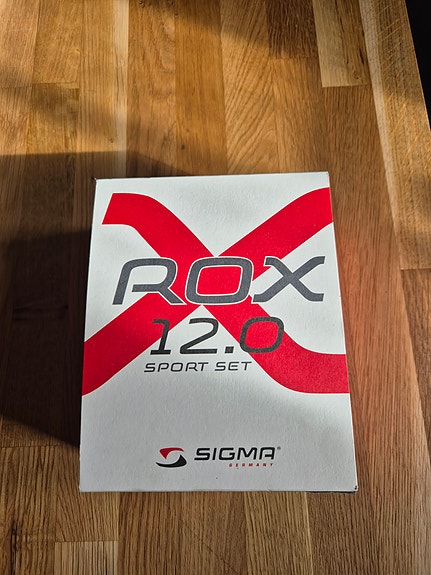 ROX
12.0
SPORT SET
SIGMA®
GERMANY